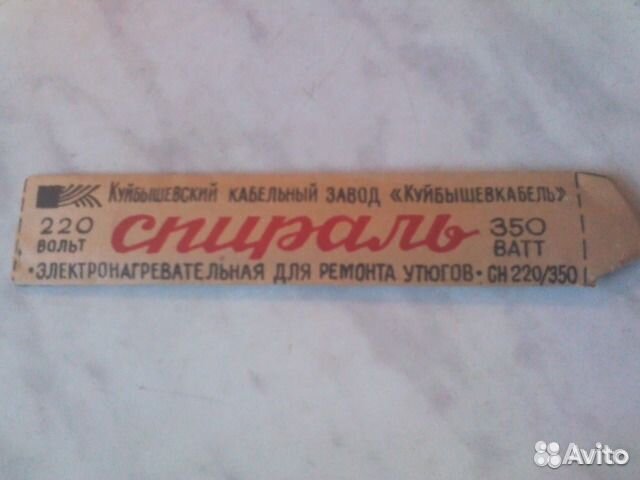 Куйбышевский кабельный завод «Куйбышевкабель»
220 вольт
спираль
350 ватт
• электронагревательная для ремонта утюгов • СН 220/350
Avito